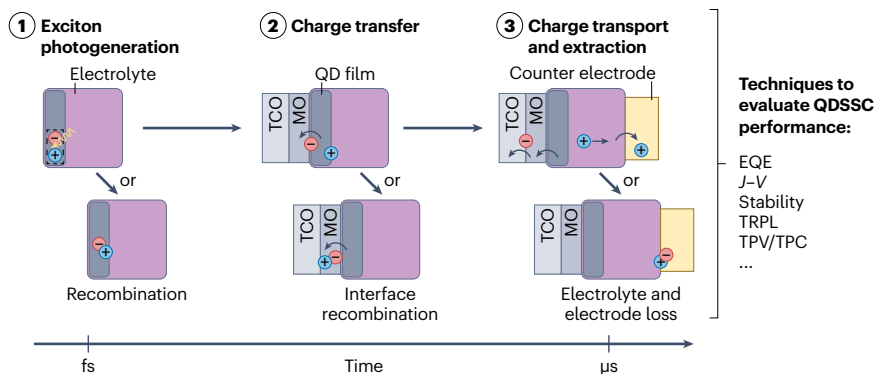 1 Exciton
photogeneration
Electrolyte
−
+
or
−
+
Recombination
2 Charge transfer
QD film
TCO
MO
−
+
or
TCO
MO
+
−
Interface
recombination
3 Charge transport
and extraction
Counter electrode
TCO
MO
−
+
+
or
TCO
MO
−
+
Electrolyte and
electrode loss
Techniques to
evaluate QDSSC
performance:
EQE
J–V
Stability
TRPL
TPV/TPC
...
fs
Time
µs